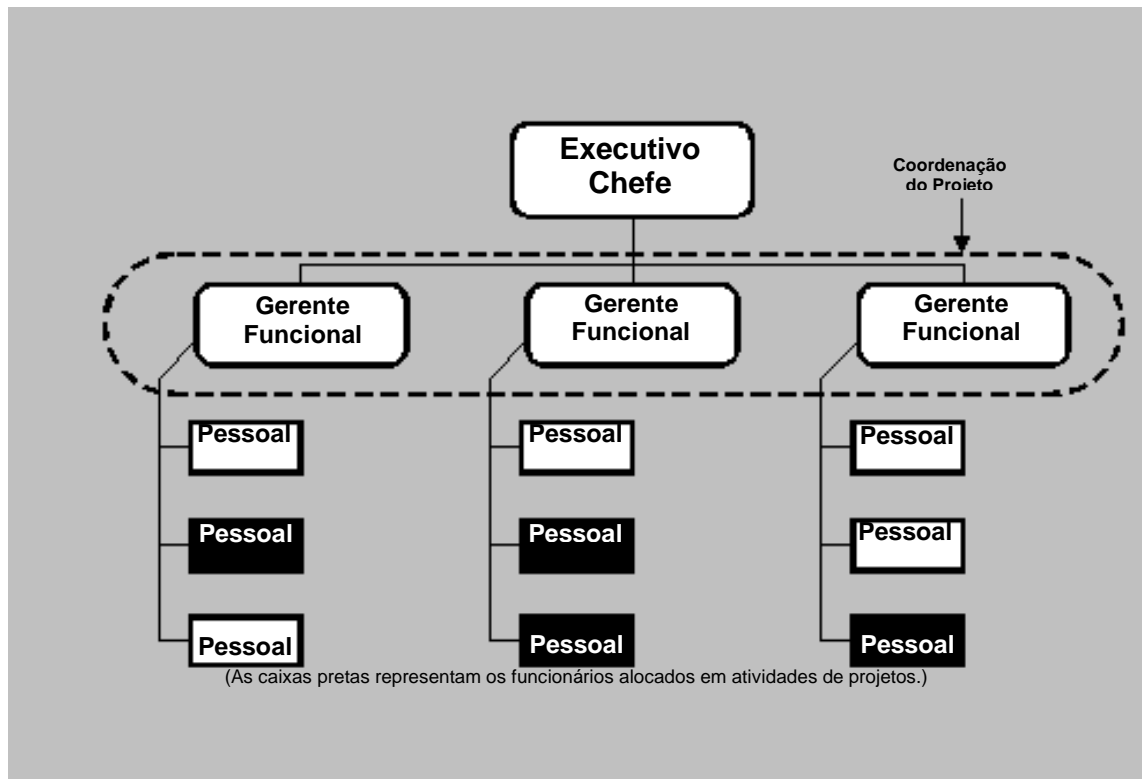 Executivo
Chefe
Coordenação
do Projeto
Gerente
Funcional
Gerente
Funcional
Gerente
Funcional
Pessoal
Pessoal
Pessoal
Pessoal
Pessoal
Pessoal
Pessoal
Pessoal
Pessoal
(As caixas pretas representam os funcionários alocados em atividades de projetos.)